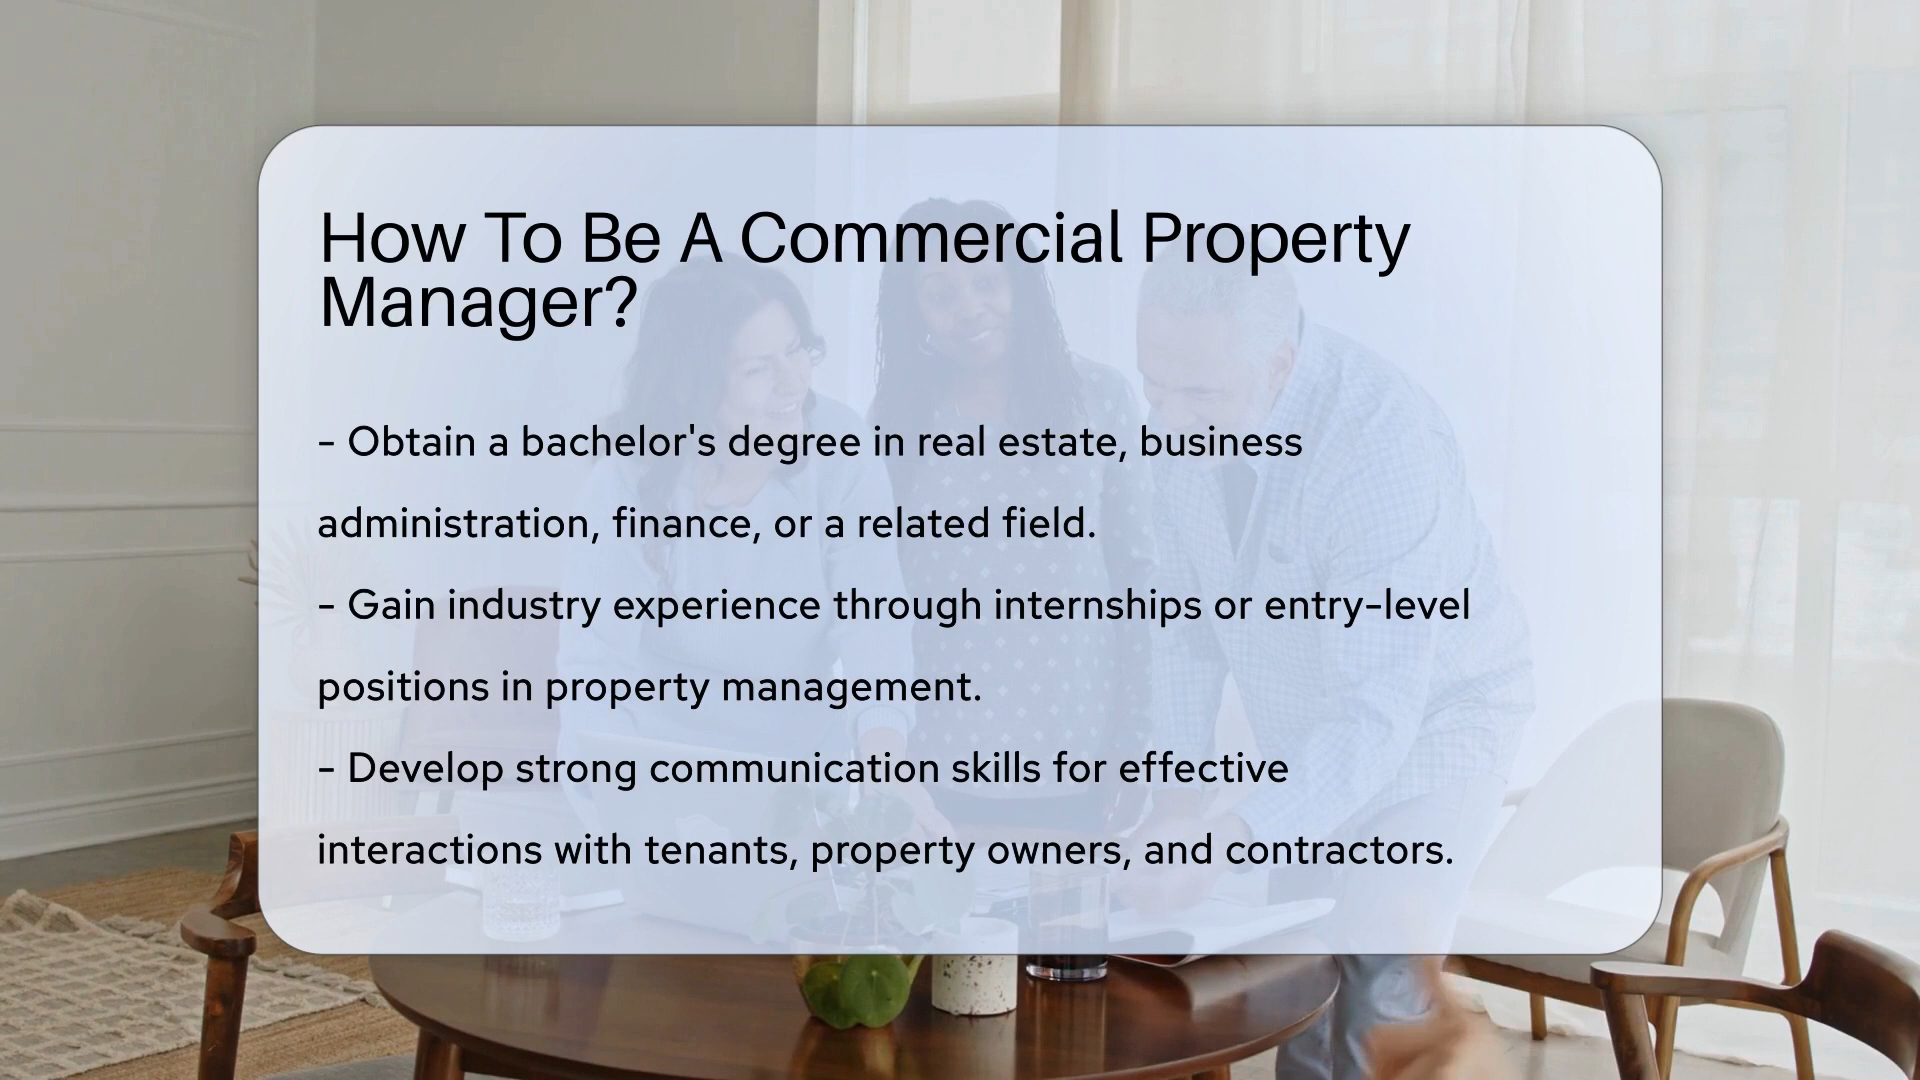 How To Be A Commercial Property
Manager?
- Obtain a bachelor's degree in real estate, business
administration, finance, or a related field.
- Gain industry experience through internships or entry-level
positions in property management.
- Develop strong communication skills for effective
interactions with tenants, property owners, and contractors.